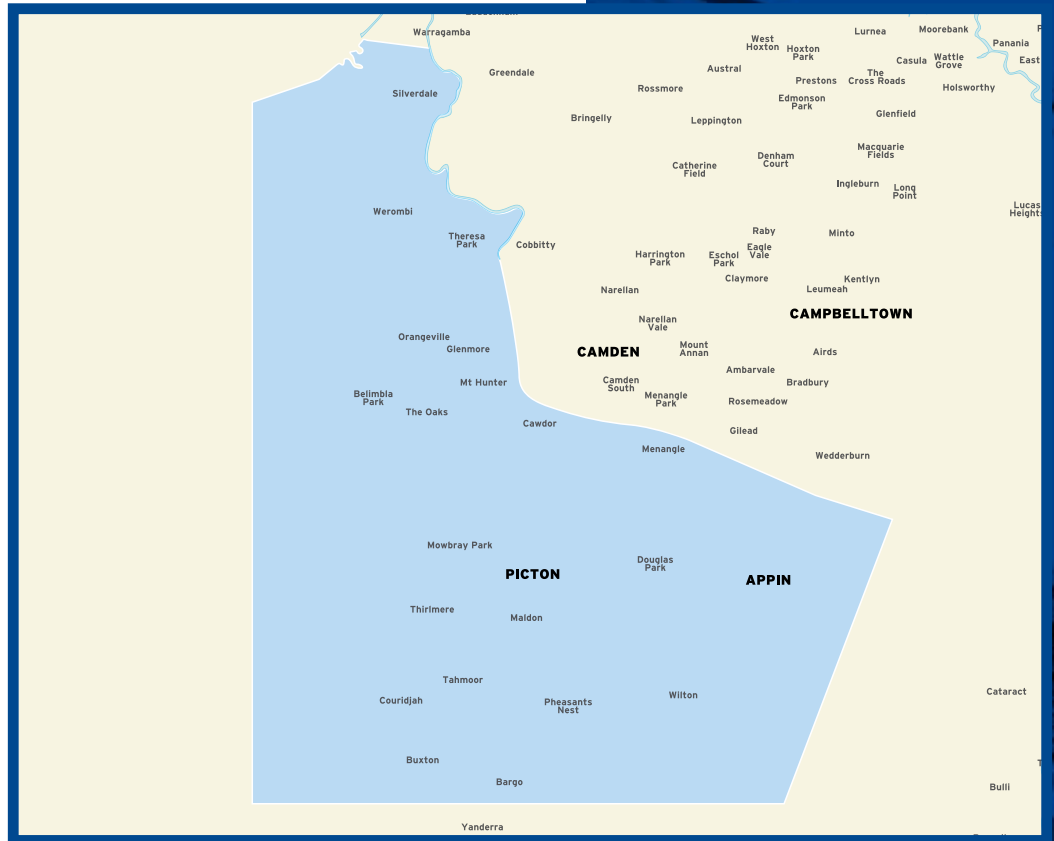 Warragamba
Lurnea
Moorebank
West
Hoxton
Hoxton
Park
Panania
Greendale
Austral
Casula
Wattle
Grove
East
Prestons
The
Cross Roads
Silverdale
Rossmore
Holsworthy
Edmonson
Park
Bringelly
Leppington
Glenfield
Macquarie
Fields
Denham
Court
Catherine
Field
Ingleburn
Long
Point
Werombi
Lucas
Heights
Theresa
Park
Cobbitty
Raby
Minto
Eagle
Vale
Harrington
Park
Eschol
Park
Claymore
Kentlyn
Leumeah
Narellan
CAMPBELLTOWN
Narellan
Vale
Orangeville
Glenmore
CAMDEN
Mount
Annan
Airds
Ambarvale
Mt Hunter
Camden
South
Bradbury
Belimbla
Park
Menangle
Park
Rosemeadow
The Oaks
Cawdor
Gilead
Menangle
Wedderburn
Mowbray Park
Douglas
Park
PICTON
APPIN
Thirlmere
Maldon
Tahmoor
Couridjah
Pheasants
Nest
Wilton
Cataract
Buxton
Bargo
Bulli
Yanderra